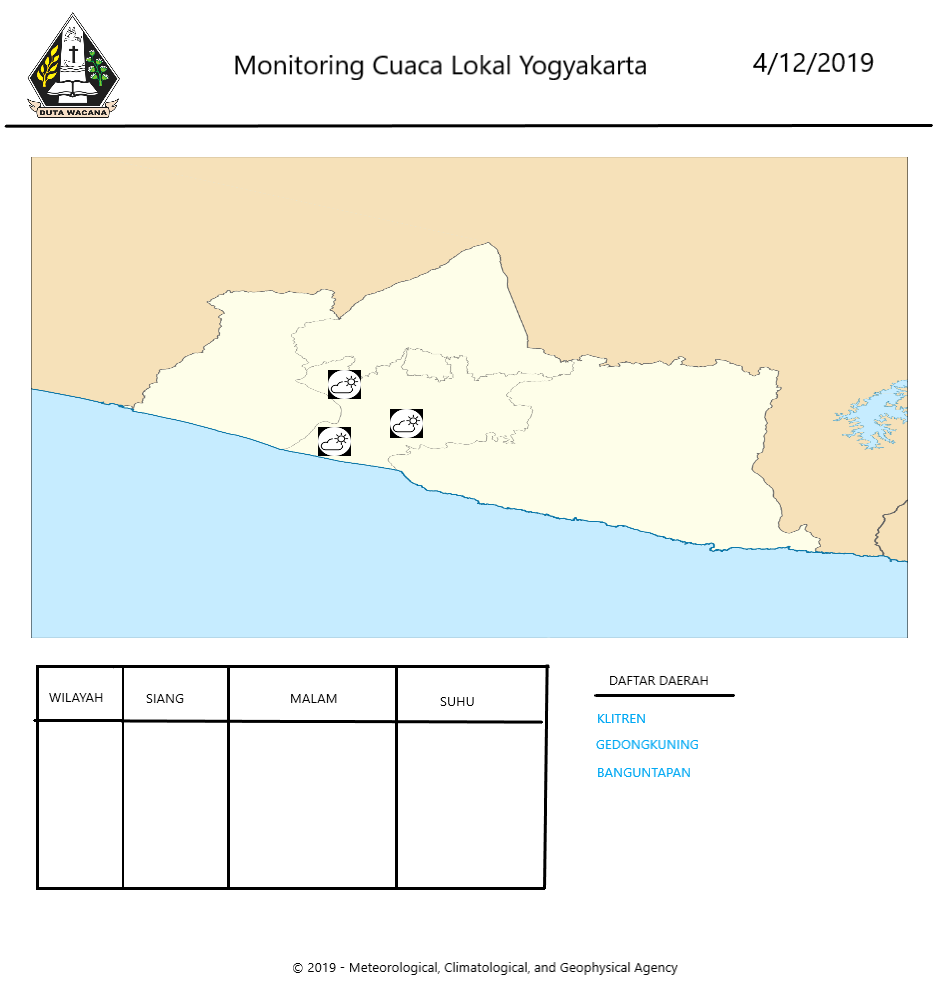 DUTA WACANA
Monitoring Cuaca Lokal Yogyakarta
4/12/2019
WILAYAH
SIANG
MALAM
SUHU
DAFTAR DAERAH
KLITREN
GEDONGKUNING
BANGUNTAPAN
© 2019 - Meteorological, Climatological, and Geophysical Agency